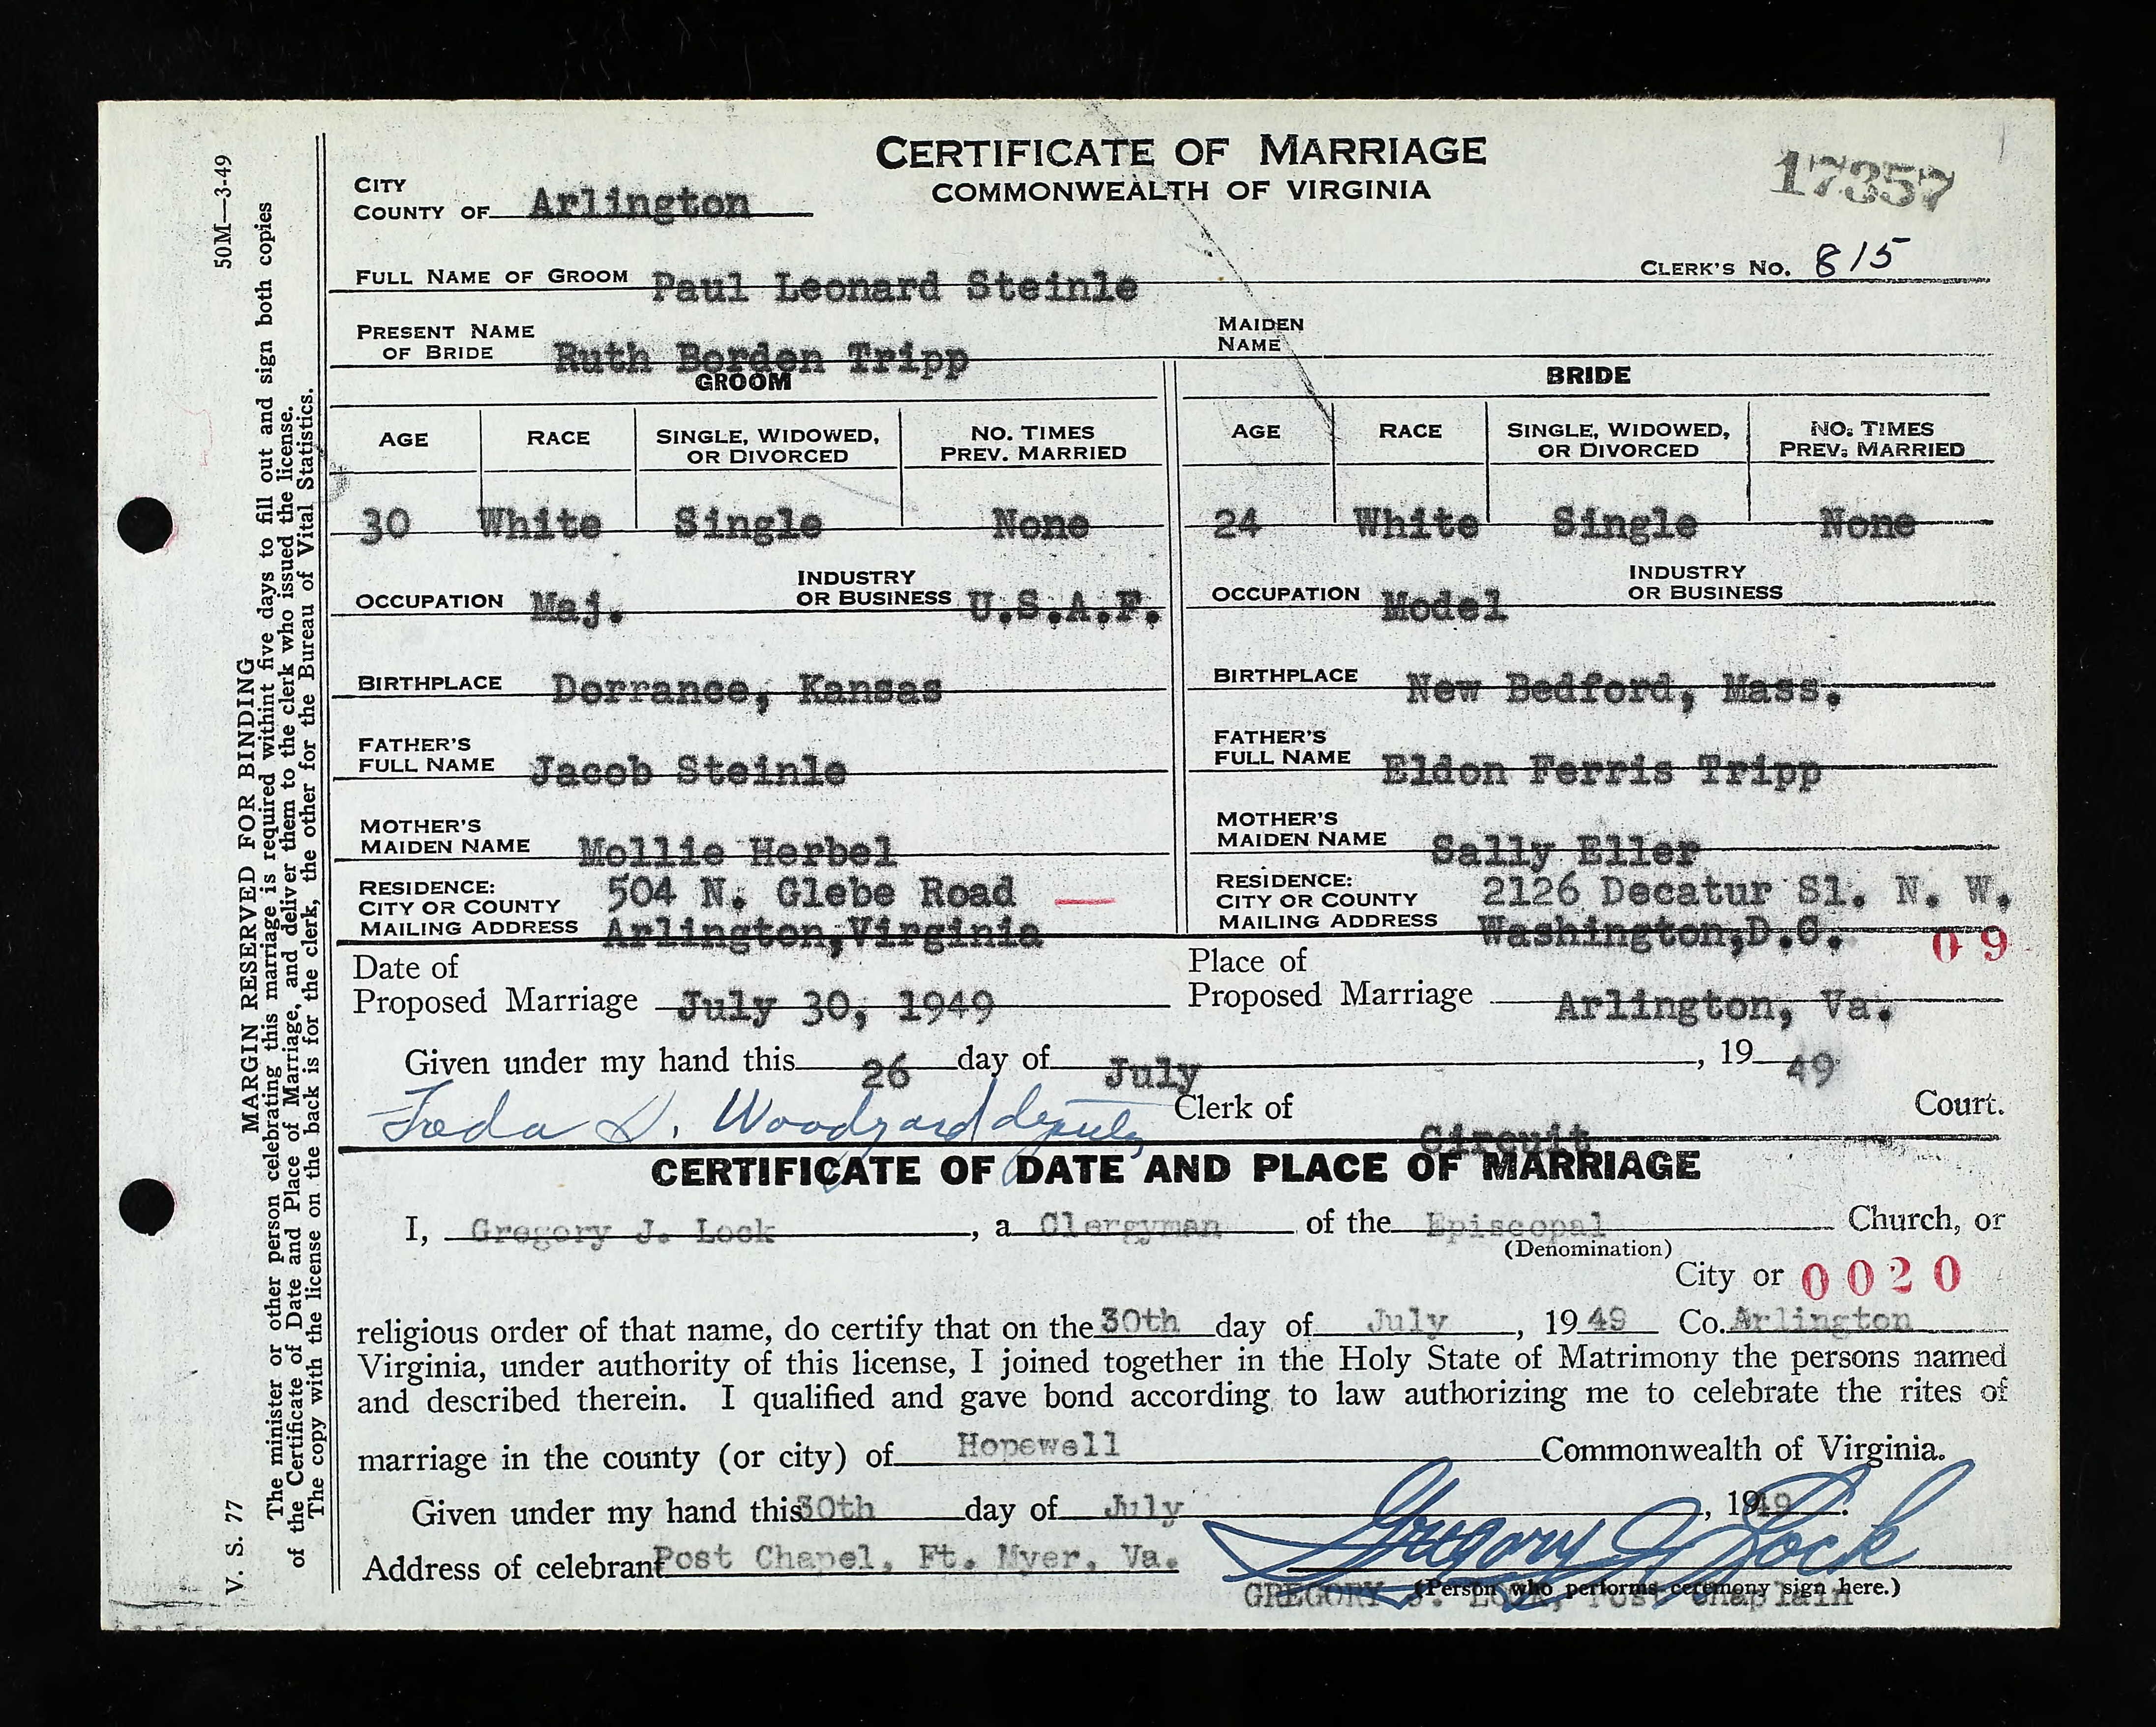 CERTIFICATE OF MARRIAGE
COMMONWEALTH OF VIRGINIA
17357
CITY
COUNTY OF Arlington
CLERK'S No. 815
FULL NAME OF GROOM Paul Leonard Steinle
PRESENT NAME OF BRIDE Ruth Borden Tripp MAIDEN NAME
GROOM
AGE RACE SINGLE, WIDOWED, OR DIVORCED NO. TIMES PREV. MARRIED
30 White Single None
OCCUPATION Maj. INDUSTRY OR BUSINESS U.S.A.F.
BIRTHPLACE Dorrance, Kansas
FATHER'S FULL NAME Jacob Steinle
MOTHER'S MAIDEN NAME Mollie Herbel
RESIDENCE: 504 N. Glebe Road
CITY OR COUNTY
MAILING ADDRESS Arlington,Virginia
BRIDE
AGE RACE SINGLE, WIDOWED, OR DIVORCED NO. TIMES PREV. MARRIED
24 White Single None
OCCUPATION Model INDUSTRY OR BUSINESS
BIRTHPLACE New Bedford, Mass.
FATHER'S FULL NAME Eldon Ferris Tripp
MOTHER'S MAIDEN NAME Sally Eller
RESIDENCE: 2126 Decatur Sl. N. W.
CITY OR COUNTY
MAILING ADDRESS Washington,D.C. 09
Date of Proposed Marriage July 30, 1949
Place of Proposed Marriage Arlington, Va.
Given under my hand this 26 day of July, 19 49
Woodyard deputy Clerk of Circuit Court.
CERTIFICATE OF DATE AND PLACE OF MARRIAGE
I, Gregory J. Lock, a Clergyman of the Episcopal Church, or
(Denomination)
City or 0020
religious order of that name, do certify that on the 30th day of July, 19 49 Co. Arlington
Virginia, under authority of this license, I joined together in the Holy State of Matrimony the persons named
and described therein. I qualified and gave bond according to law authorizing me to celebrate the rites of
marriage in the county (or city) of Hopewell Commonwealth of Virginia.
Given under my hand this 30th day of July, 19 49.
Address of celebrant Post Chapel, Ft. Myer, Va. Gregory J Lock
(Person who performs ceremony sign here.)
GREGORY J. LOCK, Post Chaplain
V. S. 77 50M—3-49
MARGIN RESERVED FOR BINDING
The minister or other person celebrating this marriage is required withint five days to fill out and sign both copies
of the Certificate of Date and Place of Marriage, and deliver them to the clerk who issued the license.
The copy with the license on the back is for the clerk, the other for the Bureau of Vital Statistics.